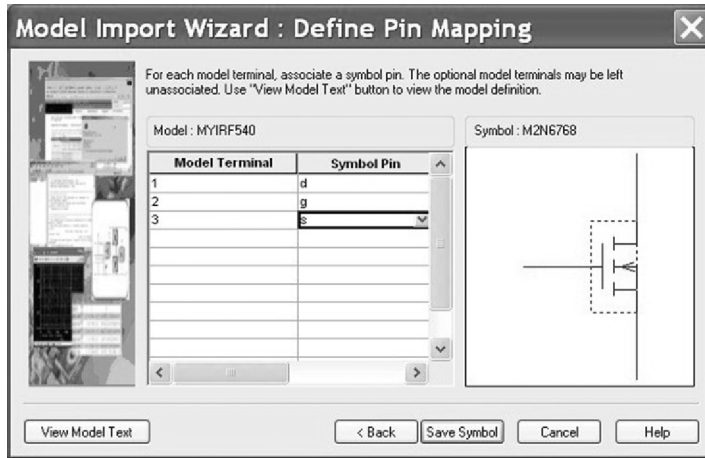 Model Import Wizard : Define Pin Mapping
For each model terminal, associate a symbol pin. The optional model terminals may be left
unassociated. Use "View Model Text" button to view the model definition.
Model : MYIRF540
Symbol : M2N6768
Model Terminal Symbol Pin
1 d
2 g
3 s
View Model Text
< Back
Save Symbol
Cancel
Help